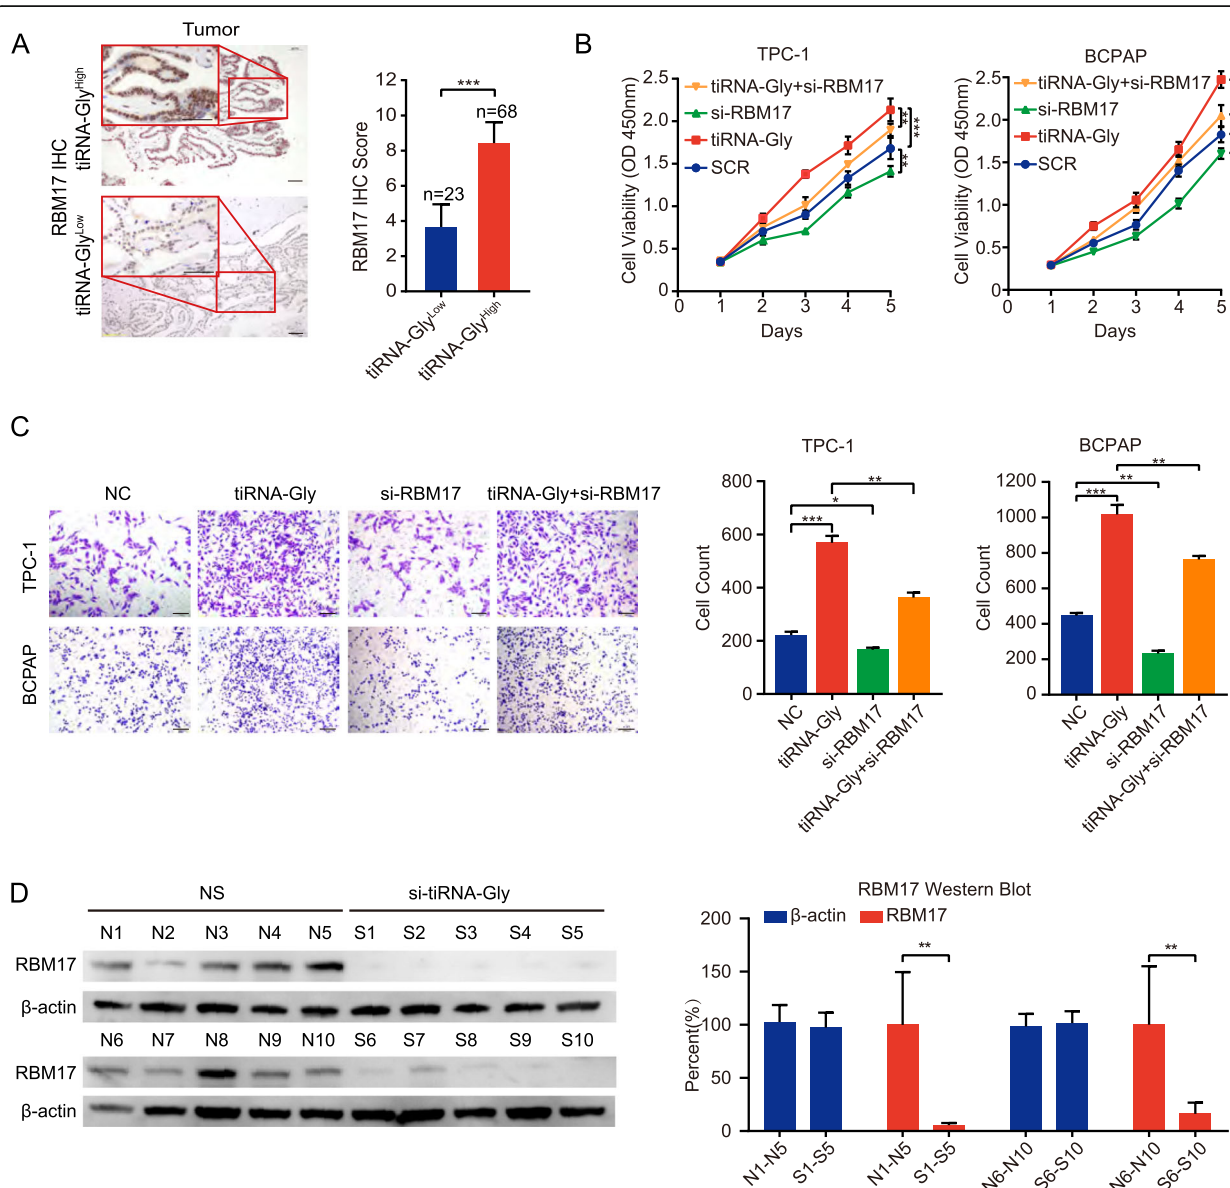 A
Tumor
RBM17 IHC
tiRNA-GlyHigh
tiRNA-GlyLow
RBM17 IHC Score
12
10
8
6
4
2
0
***
n=23
n=68
tiRNA-GlyLow
tiRNA-GlyHigh
B
TPC-1
Cell Viability (OD 450nm)
2.5
2.0
1.5
1.0
0.5
0
tiRNA-Gly+si-RBM17
si-RBM17
tiRNA-Gly
SCR
**
***
**
0 1 2 3 4 5
Days
BCPAP
Cell Viability (OD 450nm)
2.5
2.0
1.5
1.0
0.5
0
tiRNA-Gly+si-RBM17
si-RBM17
tiRNA-Gly
SCR
0 1 2 3 4 5
Days
C
NC tiRNA-Gly si-RBM17 tiRNA-Gly+si-RBM17
TPC-1
BCPAP
TPC-1
Cell Count
800
600
400
200
0
**
*
***
NC
tiRNA-Gly
si-RBM17
tiRNA-Gly+si-RBM17
BCPAP
Cell Count
1200
1000
800
600
400
200
0
**
**
***
NC
tiRNA-Gly
si-RBM17
tiRNA-Gly+si-RBM17
D
NS si-tiRNA-Gly
N1 N2 N3 N4 N5 S1 S2 S3 S4 S5
RBM17
β-actin
N6 N7 N8 N9 N10 S6 S7 S8 S9 S10
RBM17
β-actin
RBM17 Western Blot
β-actin RBM17
Percent(%)
200
150
100
50
0
**
**
N1-N5
S1-S5
N1-N5
S1-S5
N6-N10
S6-S10
N6-N10
S6-S10